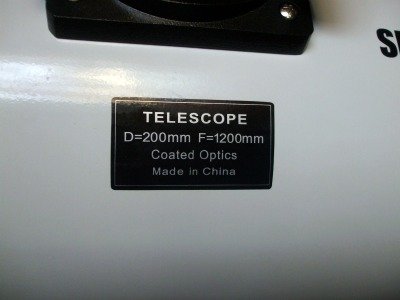 TELESCOPE
D=200mm F=1200mm
Coated Optics
Made in China